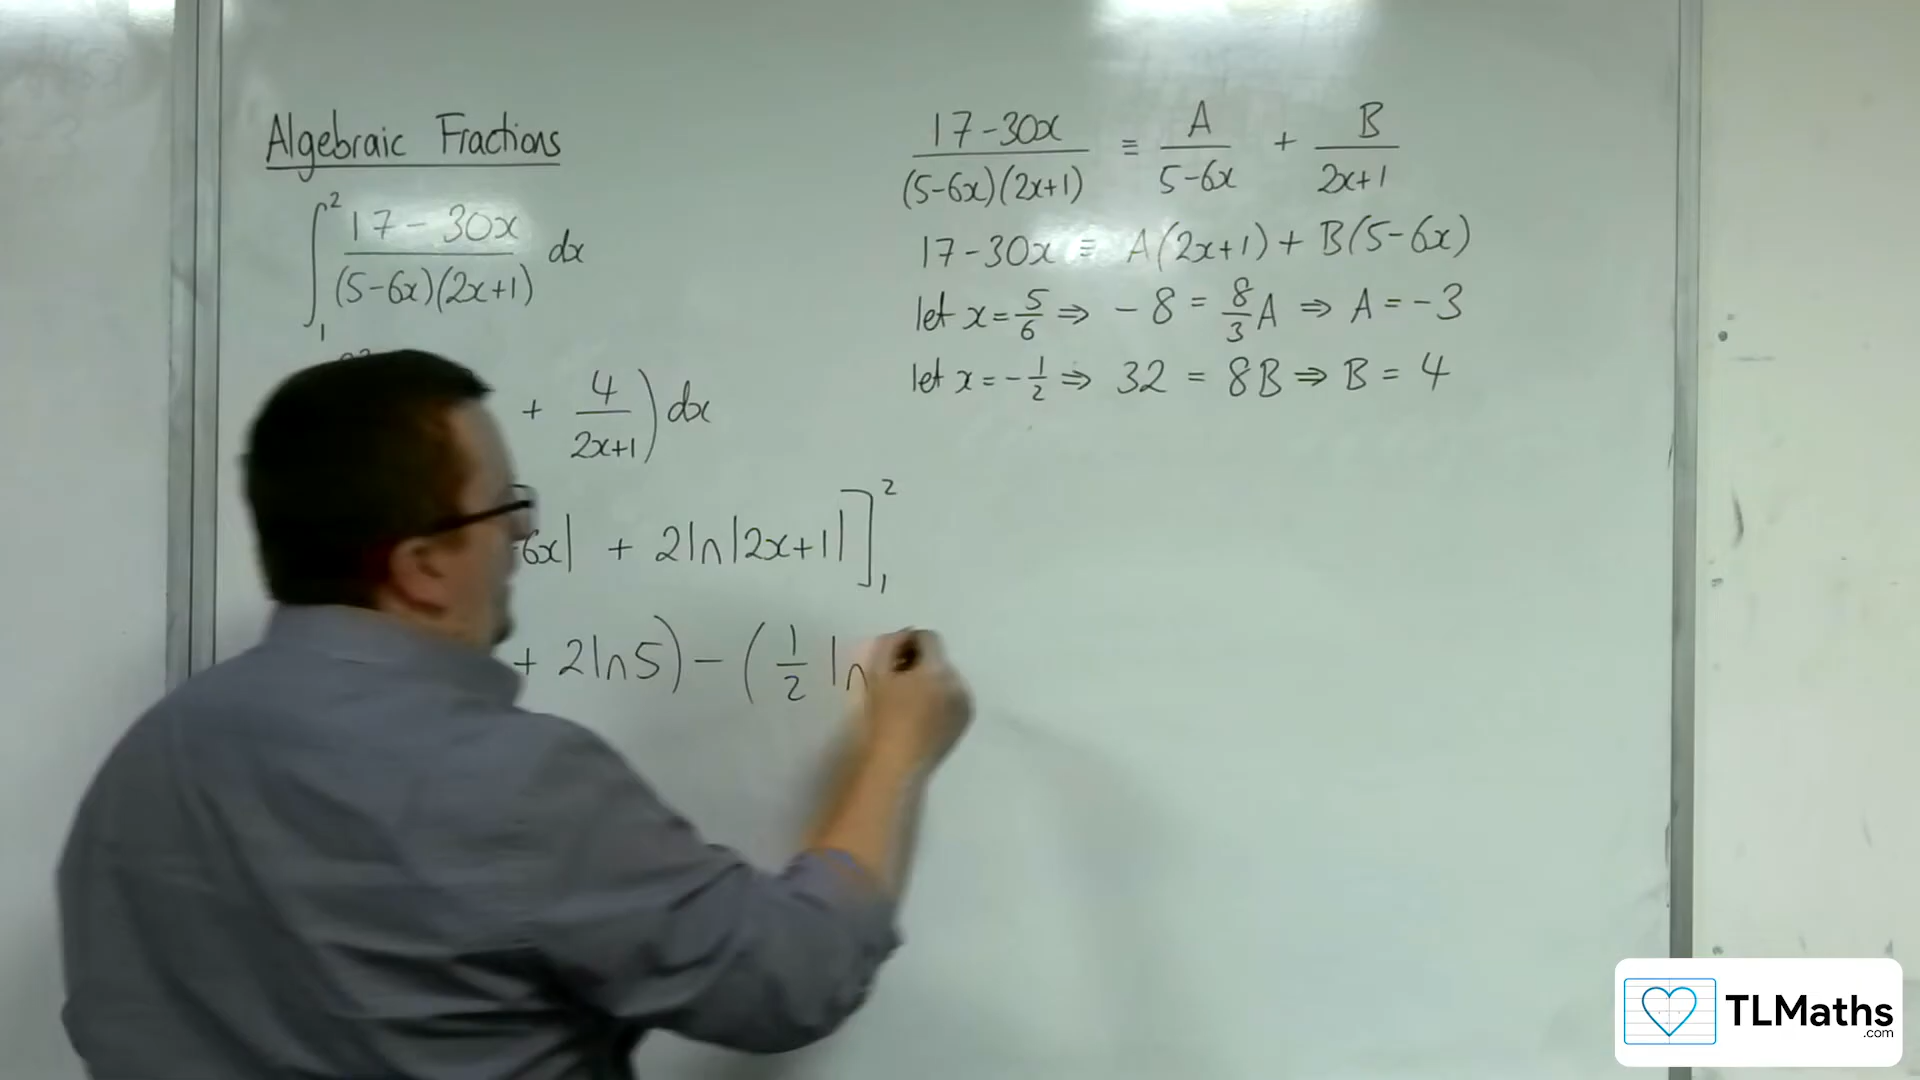 Algebraic Fractions
∫₁² (17-30x)/((5-6x)(2x+1)) dx
+ 4/(2x+1)) dx
6x| + 2ln|2x+1|]₁²
+ 2ln5) - (1/2 ln
(17-30x)/((5-6x)(2x+1)) ≡ A/(5-6x) + B/(2x+1)
17-30x ≡ A(2x+1) + B(5-6x)
let x = 5/6 ⇒ -8 = 8/3 A ⇒ A = -3
let x = -1/2 ⇒ 32 = 8B ⇒ B = 4
TLMaths
.com